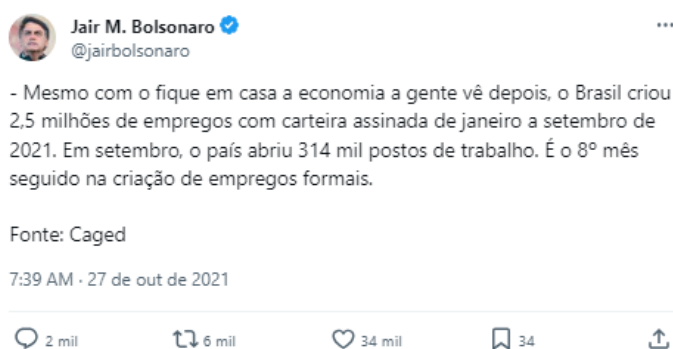 Jair M. Bolsonaro
@jairbolsonaro
- Mesmo com o fique em casa a economia a gente vê depois, o Brasil criou
2,5 milhões de empregos com carteira assinada de janeiro a setembro de
2021. Em setembro, o país abriu 314 mil postos de trabalho. É o 8º mês
seguido na criação de empregos formais.
Fonte: Caged
7:39 AM · 27 de out de 2021
2 mil 6 mil 34 mil 34